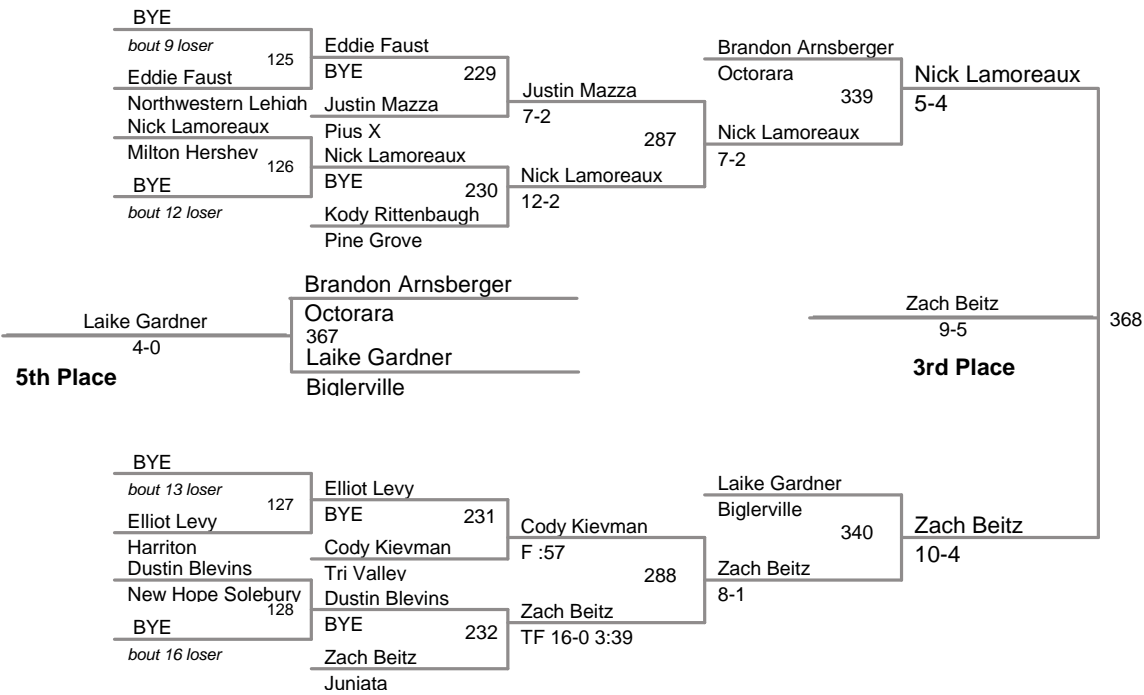 BYE
bout 9 loser
125
Eddie Faust
Northwestern Lehigh
Nick Lamoreaux
Milton Hershey
126
BYE
bout 12 loser
Eddie Faust
BYE
229
Justin Mazza
Pius X
Nick Lamoreaux
BYE
230
Kody Rittenbaugh
Pine Grove
Justin Mazza
7-2
287
Nick Lamoreaux
12-2
Brandon Arnsberger
Octorara
339
Nick Lamoreaux
7-2
Nick Lamoreaux
5-4
Laike Gardner
4-0
5th Place
Brandon Arnsberger
Octorara
367
Laike Gardner
Biglerville
Zach Beitz
9-5
3rd Place
368
BYE
bout 13 loser
127
Elliot Levy
Harriton
Dustin Blevins
New Hope Solebury
128
BYE
bout 16 loser
Elliot Levy
BYE
231
Cody Kievman
Tri Valley
Dustin Blevins
BYE
232
Zach Beitz
Juniata
Cody Kievman
F :57
288
Zach Beitz
TF 16-0 3:39
Laike Gardner
Biglerville
340
Zach Beitz
8-1
Zach Beitz
10-4